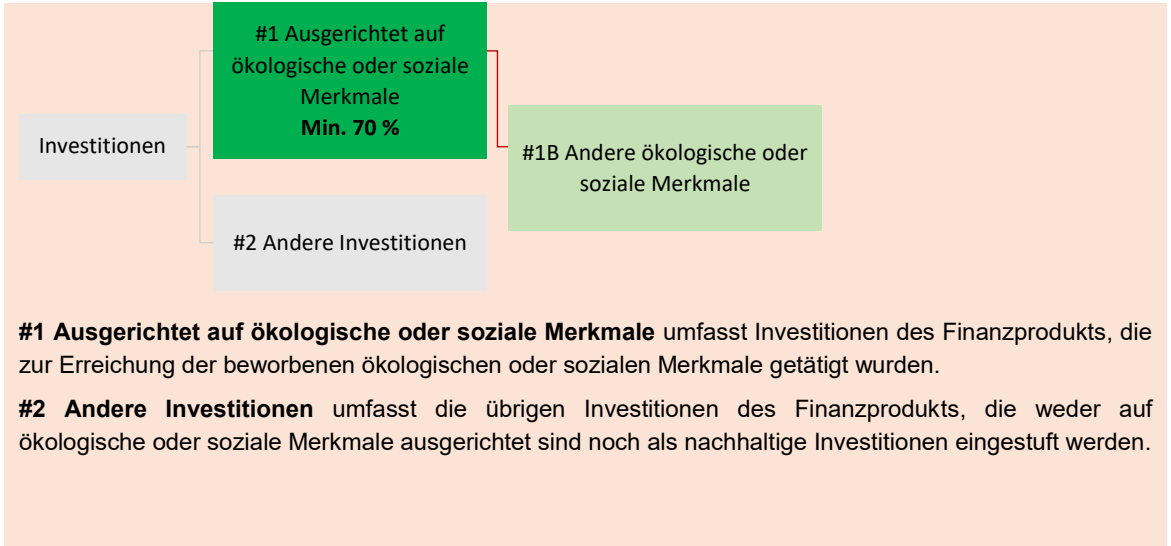 #1 Ausgerichtet auf
ökologische oder soziale
Merkmale
Min. 70 %
Investitionen
#1B Andere ökologische oder
soziale Merkmale
#2 Andere Investitionen
#1 Ausgerichtet auf ökologische oder soziale Merkmale umfasst Investitionen des Finanzprodukts, die
zur Erreichung der beworbenen ökologischen oder sozialen Merkmale getätigt wurden.
#2 Andere Investitionen umfasst die übrigen Investitionen des Finanzprodukts, die weder auf
ökologische oder soziale Merkmale ausgerichtet sind noch als nachhaltige Investitionen eingestuft werden.